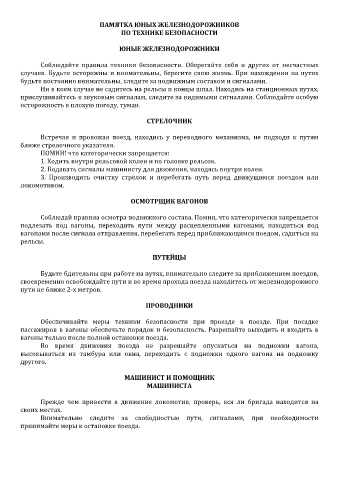 ПАМЯТКА ЮНЫХ ЖЕЛЕЗНОДОРОЖНИКОВ
ПО ТЕХНИКЕ БЕЗОПАСНОСТИ
ЮНЫЕ ЖЕЛЕЗНОДОРОЖНИКИ
Соблюдайте правила техники безопасности. Оберегайте себя и других от несчастных
случаев. Будьте осторожны и внимательны, берегите свою жизнь. При нахождении на путях
будьте постоянно внимательны, следите за подвижным составом и сигналами.
Ни в коем случае не садитесь на рельсы и концы шпал. Находясь на станционных путях,
прислушивайтесь к звуковым сигналам, следите за видимыми сигналами. Соблюдайте особую
осторожность в плохую погоду, туман.
СТРЕЛОЧНИК
Встречая и провожая поезд, находись у переводного механизма, не подходи к путям
ближе стрелочного указателя.
ПОМНИ! что категорически запрещается:
1. Ходить внутри рельсовой колеи и по головке рельсов.
2. Подавать сигналы машинисту для движения, находясь внутри колеи.
3. Производить очистку стрелок и перебегать путь перед движущимся поездом или
локомотивом.
ОСМОТРЩИК ВАГОНОВ
Соблюдай правила осмотра подвижного состава. Помни, что категорически запрещается
подлезать под вагоны, переходить пути между расцепленными вагонами, находиться под
вагонами после сигнала отправления, перебегать перед приближающимся поездом, садиться на
рельсы.
ПУТЕЙЦЫ
Будьте бдительны при работе на путях, внимательно следите за приближением поездов,
своевременно освобождайте пути и во время прохода поезда находитесь от железнодорожного
пути не ближе 2-х метров.
ПРОВОДНИКИ
Обеспечивайте меры техники безопасности при проезде в поезде. При посадке
пассажиров в вагоны обеспечьте порядок и безопасность. Разрешайте выходить и входить в
вагоны только после полной остановки поезда.
Во время движения поезда не разрешайте опускаться на подножки вагона,
высовываться из тамбура или окна, переходить с подножки одного вагона на подножку
другого.
МАШИНИСТ И ПОМОЩНИК
МАШИНИСТА
Прежде чем привести в движение локомотив, проверь, вся ли бригада находится на
своих местах.
Внимательно следите за свободностью пути, сигналами, при необходимости
принимайте меры к остановке поезда.